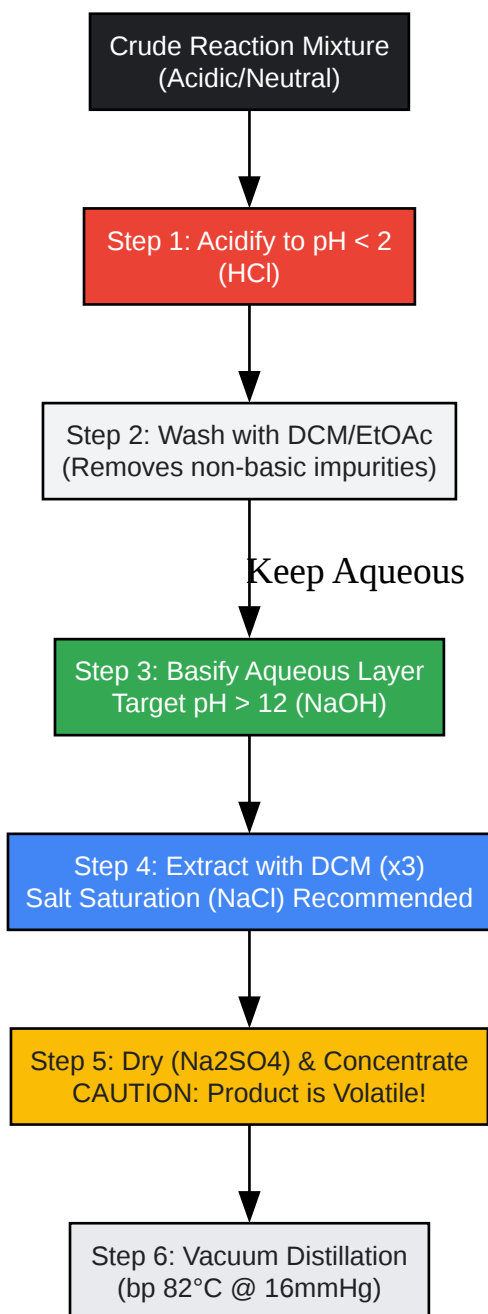 Crude Reaction Mixture
(Acidic/Neutral)
Step 1: Acidify to pH < 2
(HCl)
Step 2: Wash with DCM/EtOAc
(Removes non-basic impurities)
Keep Aqueous
Step 3: Basify Aqueous Layer
Target pH > 12 (NaOH)
Step 4: Extract with DCM (x3)
Salt Saturation (NaCl) Recommended
Step 5: Dry (Na2SO4) & Concentrate
CAUTION: Product is Volatile!
Step 6: Vacuum Distillation
(bp 82°C @ 16mmHg)